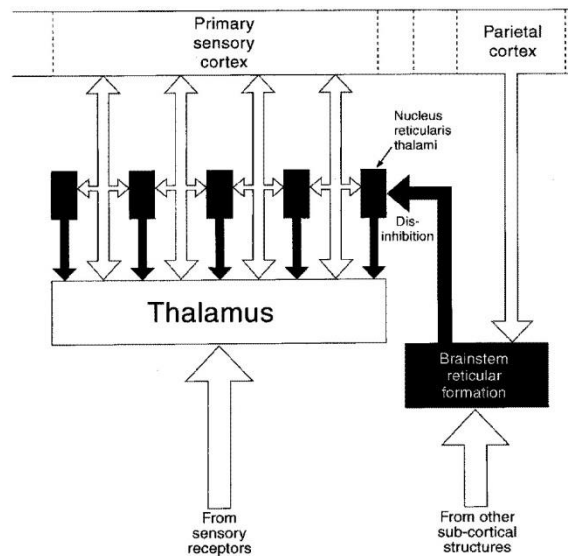 Primary
sensory
cortex
Parietal
cortex
Nucleus
reticularis
thalami
Dis-
inhibition
Thalamus
Brainstem
reticular
formation
From
sensory
receptors
From other
sub-cortical
structures